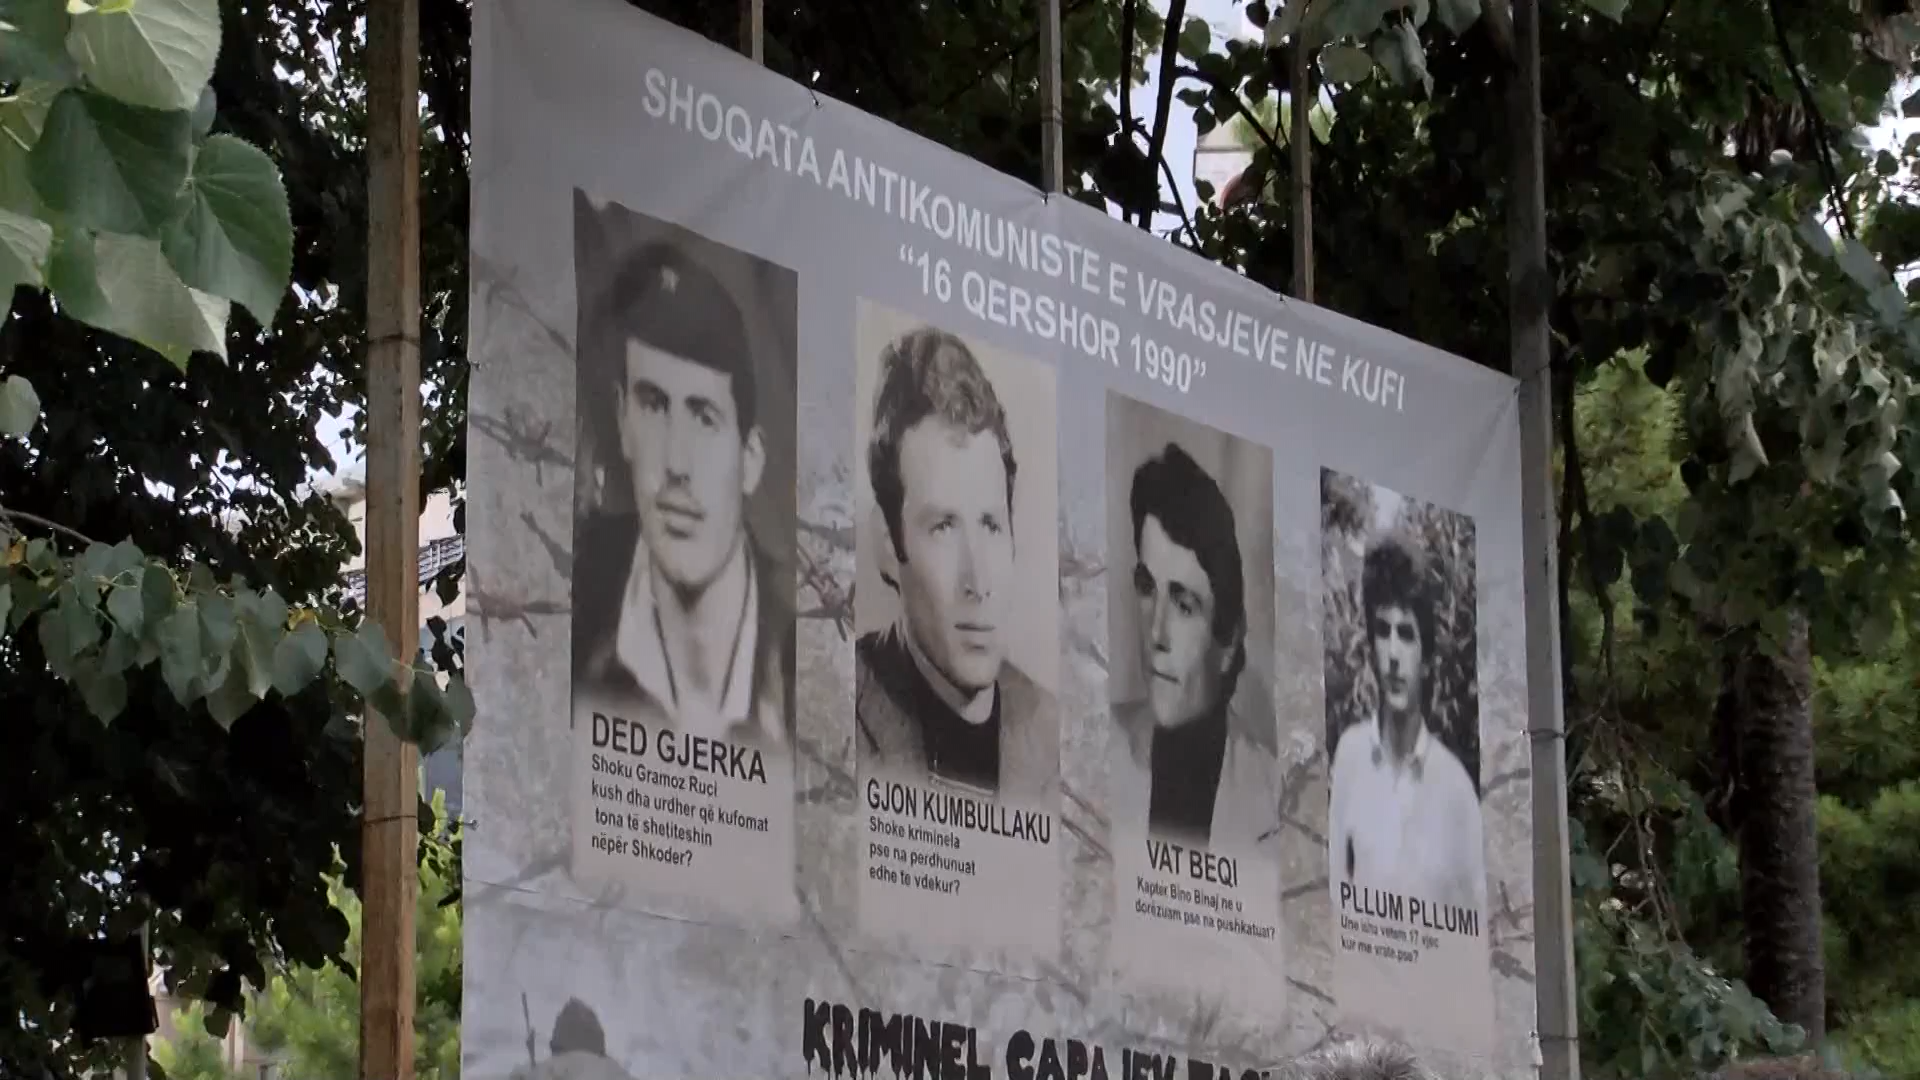 SHOQATA ANTIKOMUNISTE E VRASJEVE NE KUFI
“16 QERSHOR 1990”
DED GJERKA
Shoku Gramoz Ruci
kush dha urdher që kufomat
tona të shetiteshin
nëpër Shkoder?
GJON KUMBULLAKU
Shoke kriminela
pse na perdhunuat
edhe te vdekur?
VAT BEQI
Kapter Bino Binaj ne u
dorëzuam pse na pushkatuat?
PLLUM PLLUMI
Une isha vetem 17 vjec
kur me vrate pse?
KRIMINEL